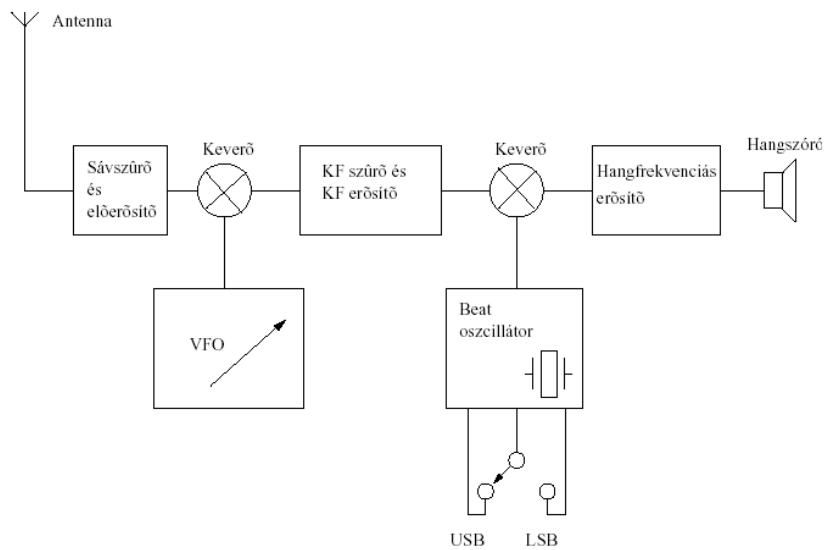 Antenna
Sávszûrõ
és
elõerõsítõ
Keverõ
KF szûrõ és
KF erõsítõ
Keverõ
Hangfrekvenciás
erõsítõ
Hangszóró
VFO
Beat
oszcillátor
USB
LSB